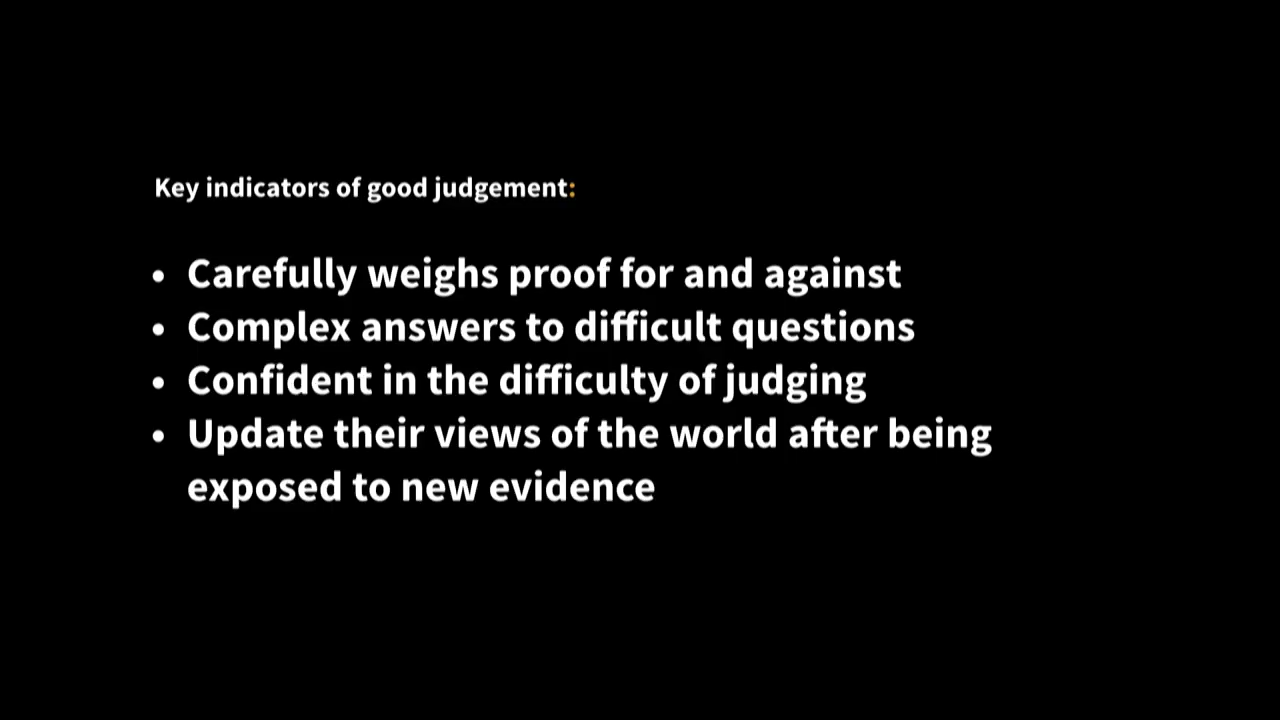 Key indicators of good judgement:
• Carefully weighs proof for and against
• Complex answers to difficult questions
• Confident in the difficulty of judging
• Update their views of the world after being
exposed to new evidence